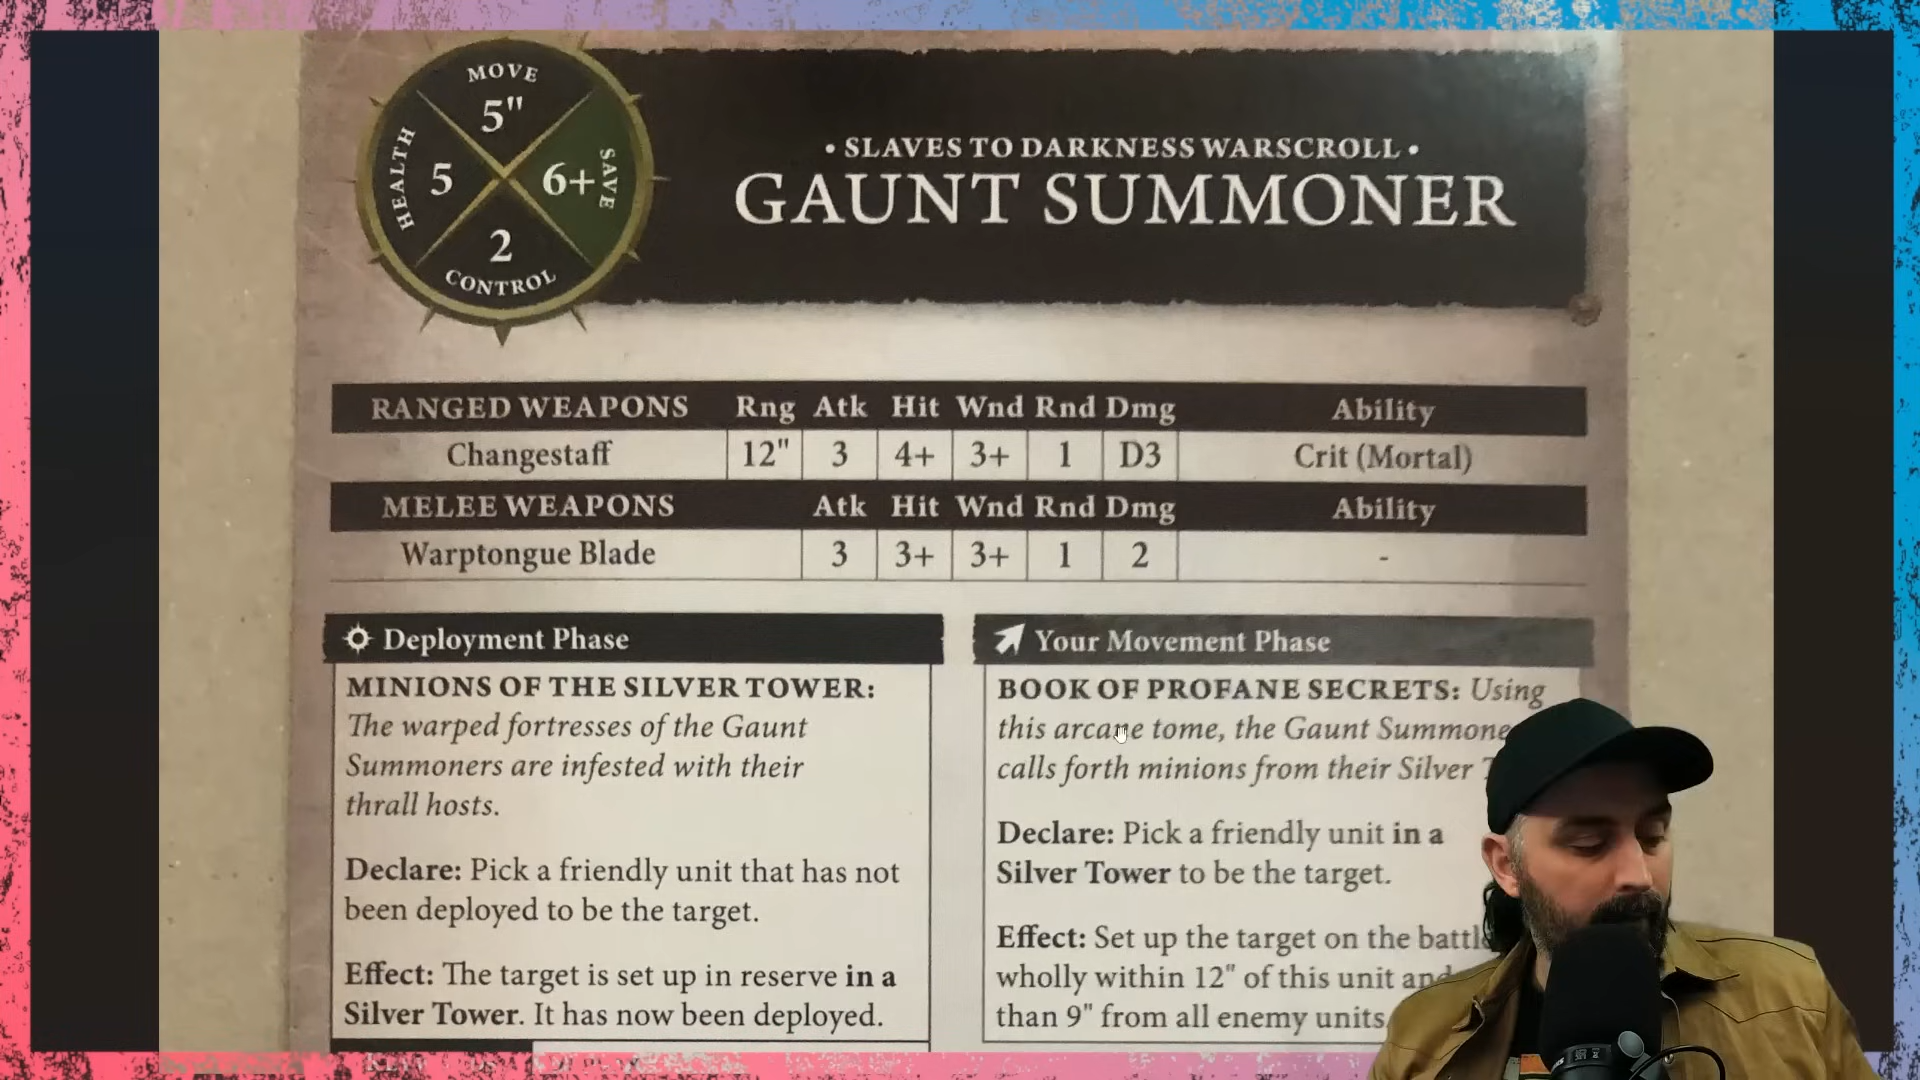 MOVE
5"
HEALTH
5
6+
SAVE
2
CONTROL
• SLAVES TO DARKNESS WARSCROLL •
GAUNT SUMMONER
RANGED WEAPONS Rng Atk Hit Wnd Rnd Dmg Ability
Changestaff 12" 3 4+ 3+ 1 D3 Crit (Mortal)
MELEE WEAPONS Atk Hit Wnd Rnd Dmg Ability
Warptongue Blade 3 3+ 3+ 1 2 -
Deployment Phase
MINIONS OF THE SILVER TOWER:
The warped fortresses of the Gaunt
Summoners are infested with their
thrall hosts.
Declare: Pick a friendly unit that has not
been deployed to be the target.
Effect: The target is set up in reserve in a
Silver Tower. It has now been deployed.
Your Movement Phase
BOOK OF PROFANE SECRETS: Using
this arcane tome, the Gaunt
calls forth minions from their Silver
Declare: Pick a friendly unit in a
Silver Tower to be the target.
Effect: Set up the target on the
wholly within 12" of this unit and
than 9" from all enemy units